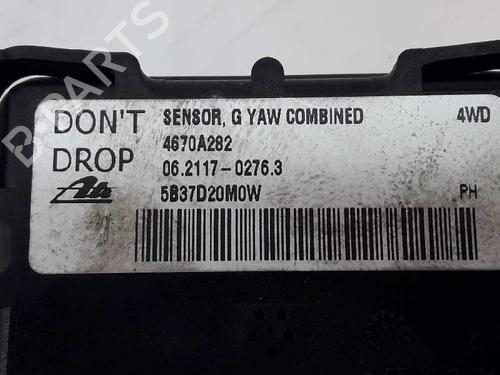 DON'T DROP
SENSOR, G YAW COMBINED 4WD
4670A282
06.2117-0276.3
5B37D20M0W
Ate
PH
B-PARTS